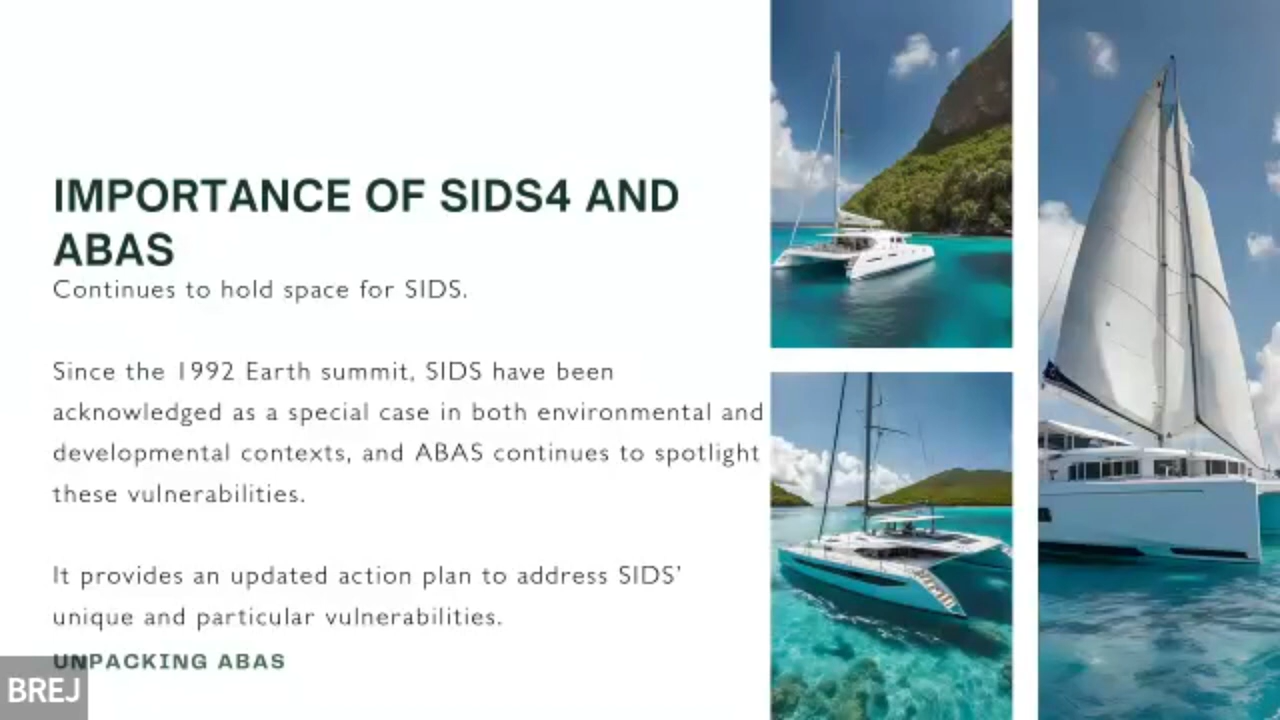 IMPORTANCE OF SIDS4 AND
ABAS
Continues to hold space for SIDS.
Since the 1992 Earth summit, SIDS have been
acknowledged as a special case in both environmental and
developmental contexts, and ABAS continues to spotlight
these vulnerabilities.
It provides an updated action plan to address SIDS’
unique and particular vulnerabilities.
UNPACKING ABAS
BREJ